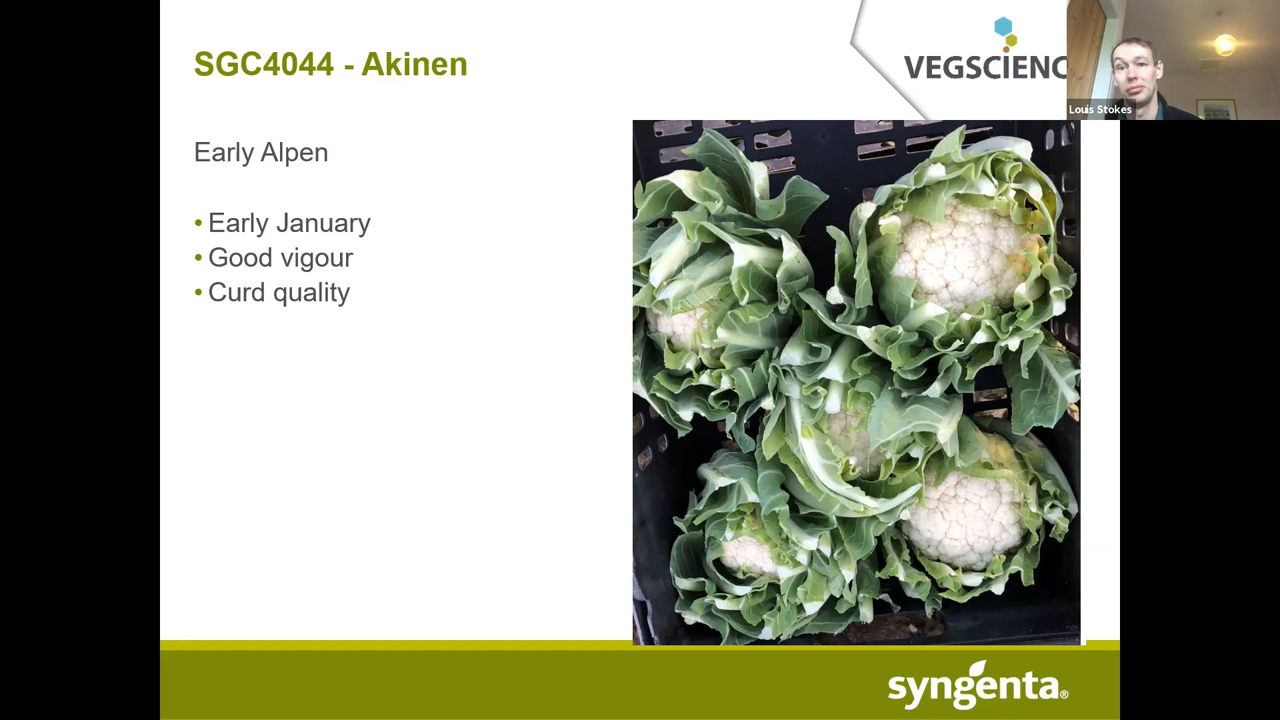 SGC4044 - Akinen
VEGSCIENC
Louis Stokes
Early Alpen
• Early January
• Good vigour
• Curd quality
syngenta®